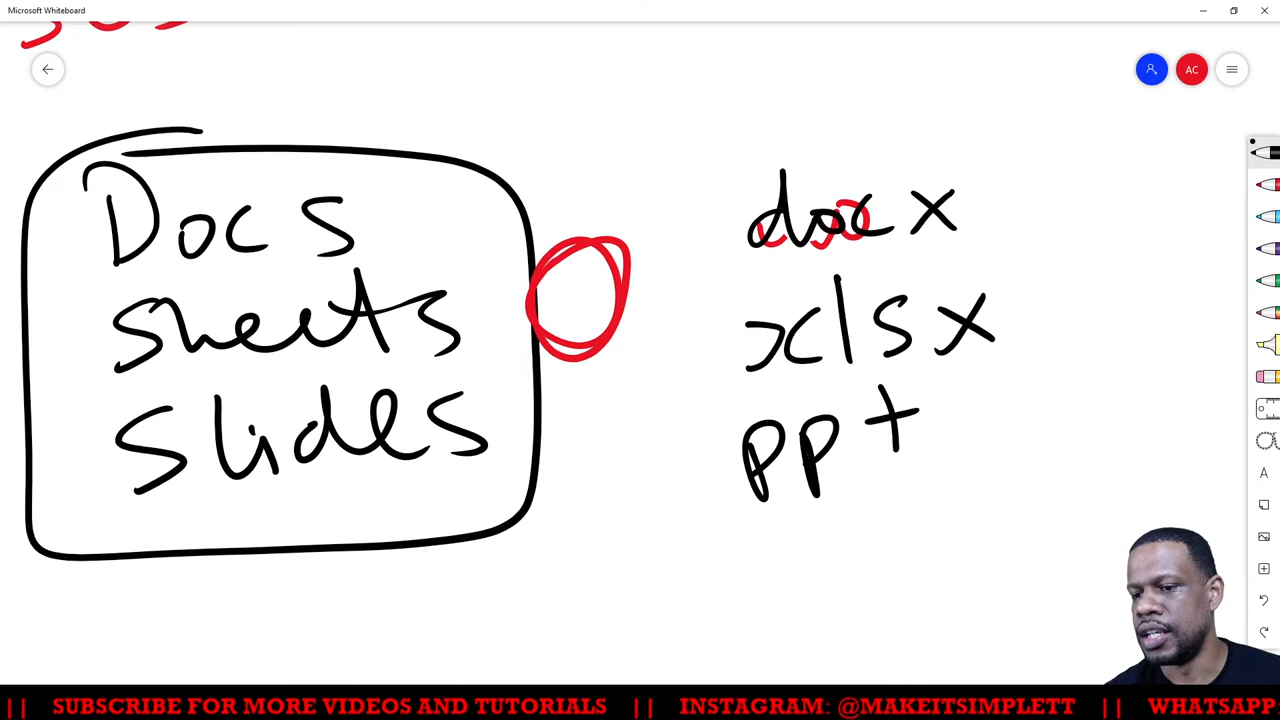 Microsoft Whiteboard
AC
Docs
sheets
Slides
docx
xlsx
ppt
A
|| SUBSCRIBE FOR MORE VIDEOS AND TUTORIALS || INSTAGRAM: @MAKEITSIMPLETT || WHATSAPP